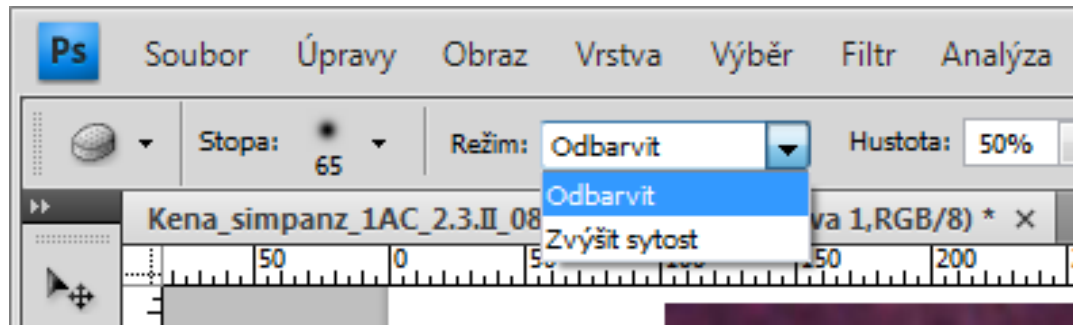 Ps Soubor Úpravy Obraz Vrstva Výběr Filtr Analýza
Stopa: 65 Režim: Odbarvit Hustota: 50%
Odbarvit
Zvýšit sytost
Kena_simpanz_1AC_2.3.II_08 va 1,RGB/8) * ×
50 0 50 100 150 200